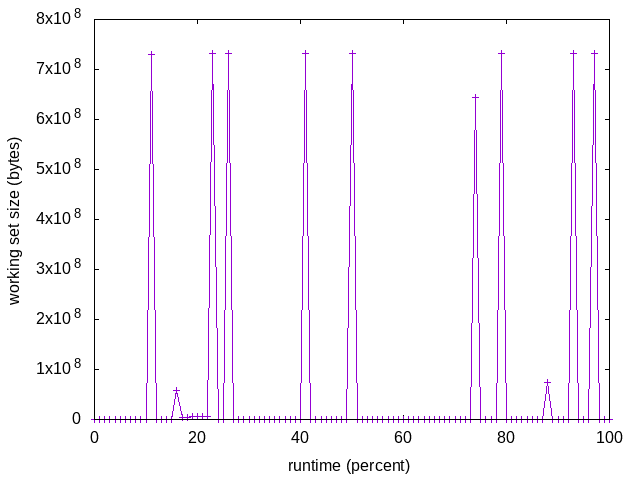 8x10^8
7x10^8
6x10^8
5x10^8
4x10^8
3x10^8
2x10^8
1x10^8
0
working set size (bytes)
0 20 40 60 80 100
runtime (percent)